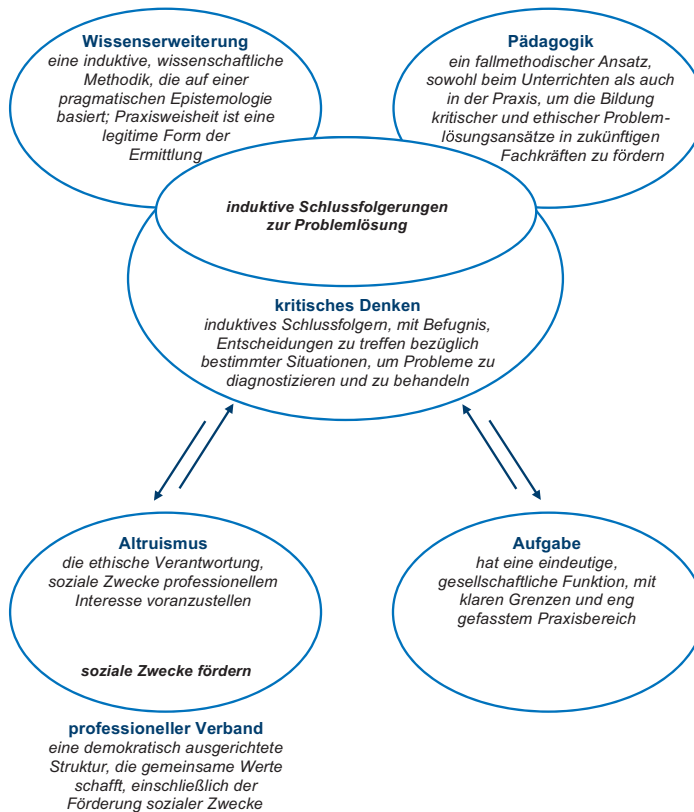 Wissenserweiterung
eine induktive, wissenschaftliche
Methodik, die auf einer
pragmatischen Epistemologie
basiert; Praxisweisheit ist eine
legitime Form der
Ermittlung
Pädagogik
ein fallmethodischer Ansatz,
sowohl beim Unterrichten als auch
in der Praxis, um die Bildung
kritischer und ethischer Problem-
lösungsansätze in zukünftigen
Fachkräften zu fördern
induktive Schlussfolgerungen
zur Problemlösung
kritisches Denken
induktives Schlussfolgern, mit Befugnis,
Entscheidungen zu treffen bezüglich
bestimmter Situationen, um Probleme zu
diagnostizieren und zu behandeln
Altruismus
die ethische Verantwortung,
soziale Zwecke professionellem
Interesse voranzustellen
soziale Zwecke fördern
Aufgabe
hat eine eindeutige,
gesellschaftliche Funktion, mit
klaren Grenzen und eng
gefasstem Praxisbereich
professioneller Verband
eine demokratisch ausgerichtete
Struktur, die gemeinsame Werte
schafft, einschließlich der
Förderung sozialer Zwecke